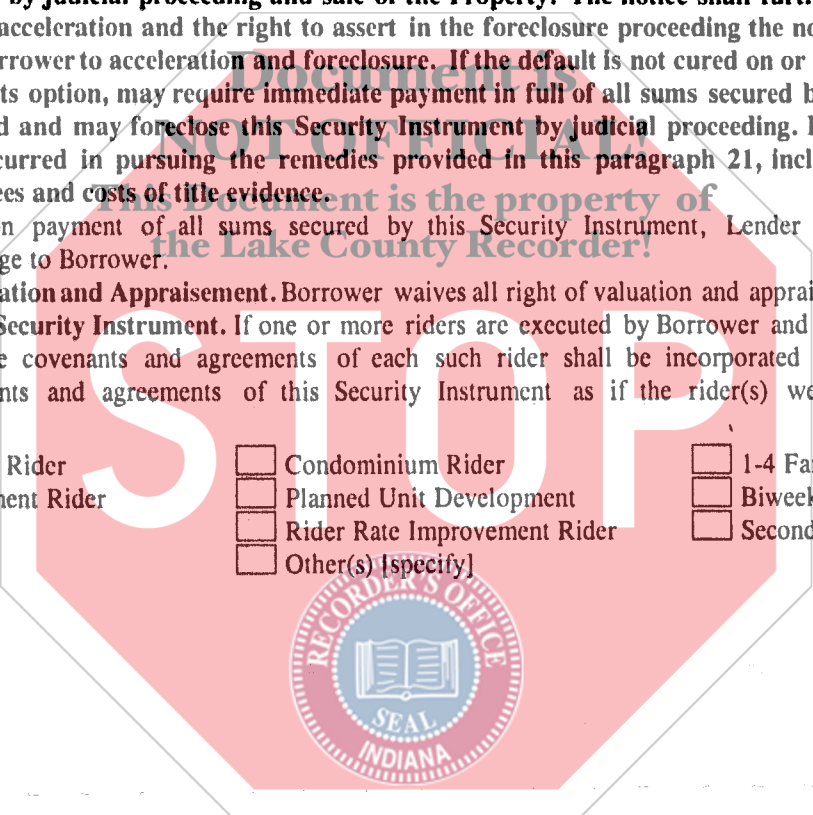 by judicial proceeding and sale of the Property. The notice shall furth
acceleration and the right to assert in the foreclosure proceeding the no
rrower to acceleration and foreclosure. If the default is not cured on or
ts option, may require immediate payment in full of all sums secured b
d and may foreclose this Security Instrument by judicial proceeding.
curred in pursuing the remedies provided in this paragraph 21, incl
ees and costs of title evidence.
n payment of all sums secured by this Security Instrument, Lender
ge to Borrower.
ation and Appraisement. Borrower waives all right of valuation and apprai
Security Instrument. If one or more riders are executed by Borrower and
e covenants and agreements of each such rider shall be incorporated
nts and agreements of this Security Instrument as if the rider(s) we
Rider Condominium Rider 1-4 Fa
ment Rider Planned Unit Development Biweek
Rider Rate Improvement Rider Second
Other(s) [specify]
Document is
NOT OFFICIAL!
This Document is the property of
the Lake County Recorder!
STOP
RECORDER'S OFFICE
SEAL
INDIANA